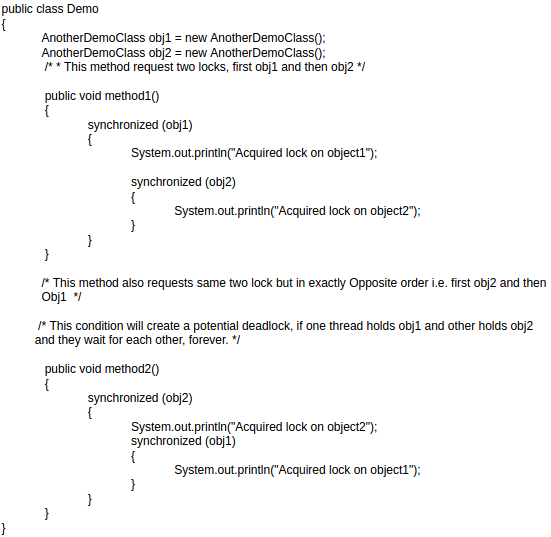 public class Demo
{
AnotherDemoClass obj1 = new AnotherDemoClass();
AnotherDemoClass obj2 = new AnotherDemoClass();
/* * This method request two locks, first obj1 and then obj2 */
public void method1()
{
synchronized (obj1)
{
System.out.println("Acquired lock on object1");
synchronized (obj2)
{
System.out.println("Acquired lock on object2");
}
}
}
/* This method also requests same two lock but in exactly Opposite order i.e. first obj2 and then
Obj1 */
/* This condition will create a potential deadlock, if one thread holds obj1 and other holds obj2
and they wait for each other, forever. */
public void method2()
{
synchronized (obj2)
{
System.out.println("Acquired lock on object2");
synchronized (obj1)
{
System.out.println("Acquired lock on object1");
}
}
}
}